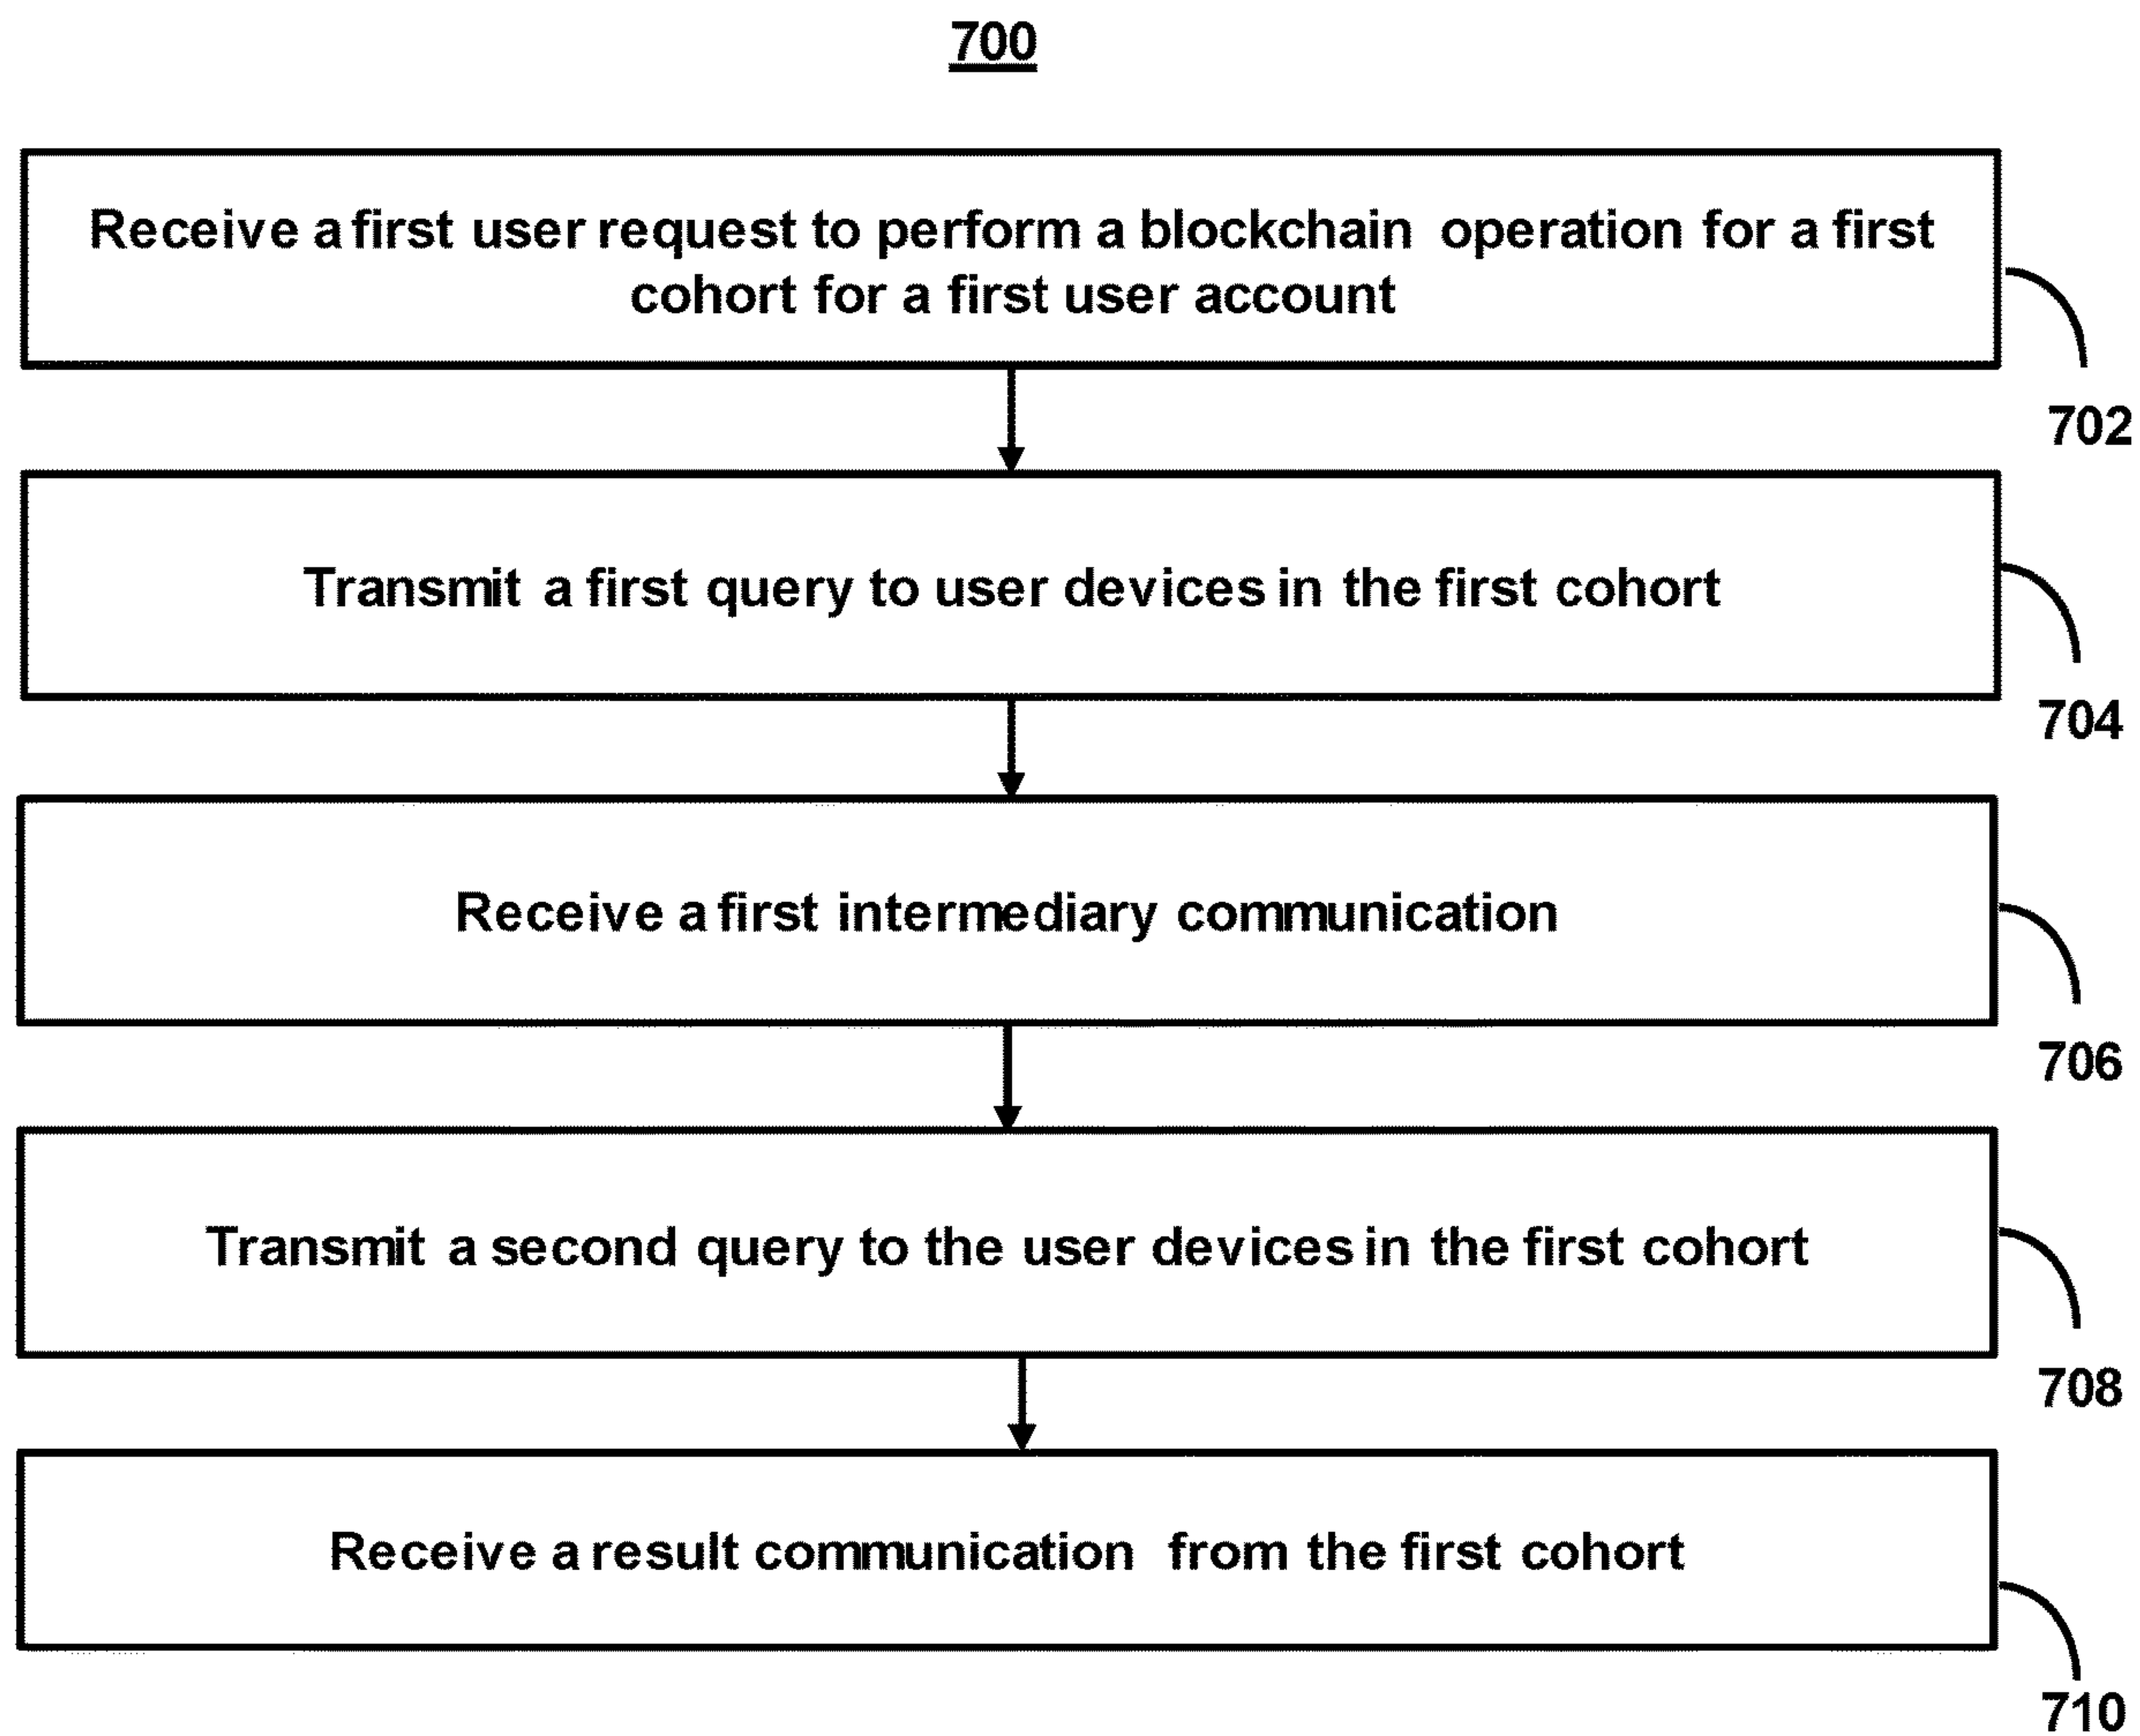 700
Receive a first user request to perform a blockchain operation for a first
cohort for a first user account
702
Transmit a first query to user devices in the first cohort
704
Receive a first intermediary communication
706
Transmit a second query to the user devices in the first cohort
708
Receive a result communication from the first cohort
710